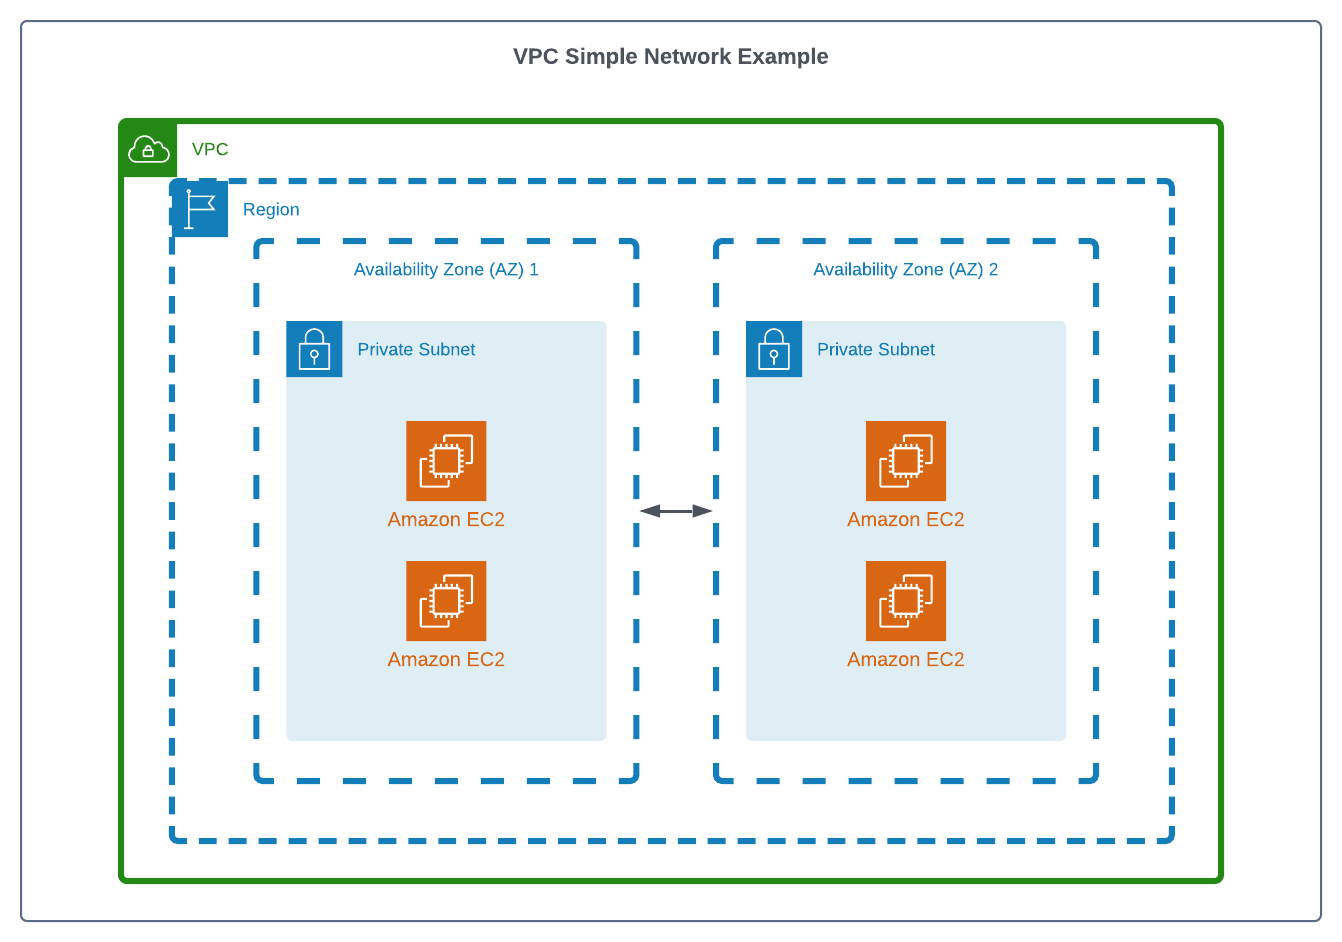 VPC Simple Network Example
VPC
Region
Availability Zone (AZ) 1
Private Subnet
Amazon EC2
Amazon EC2
Availability Zone (AZ) 2
Private Subnet
Amazon EC2
Amazon EC2